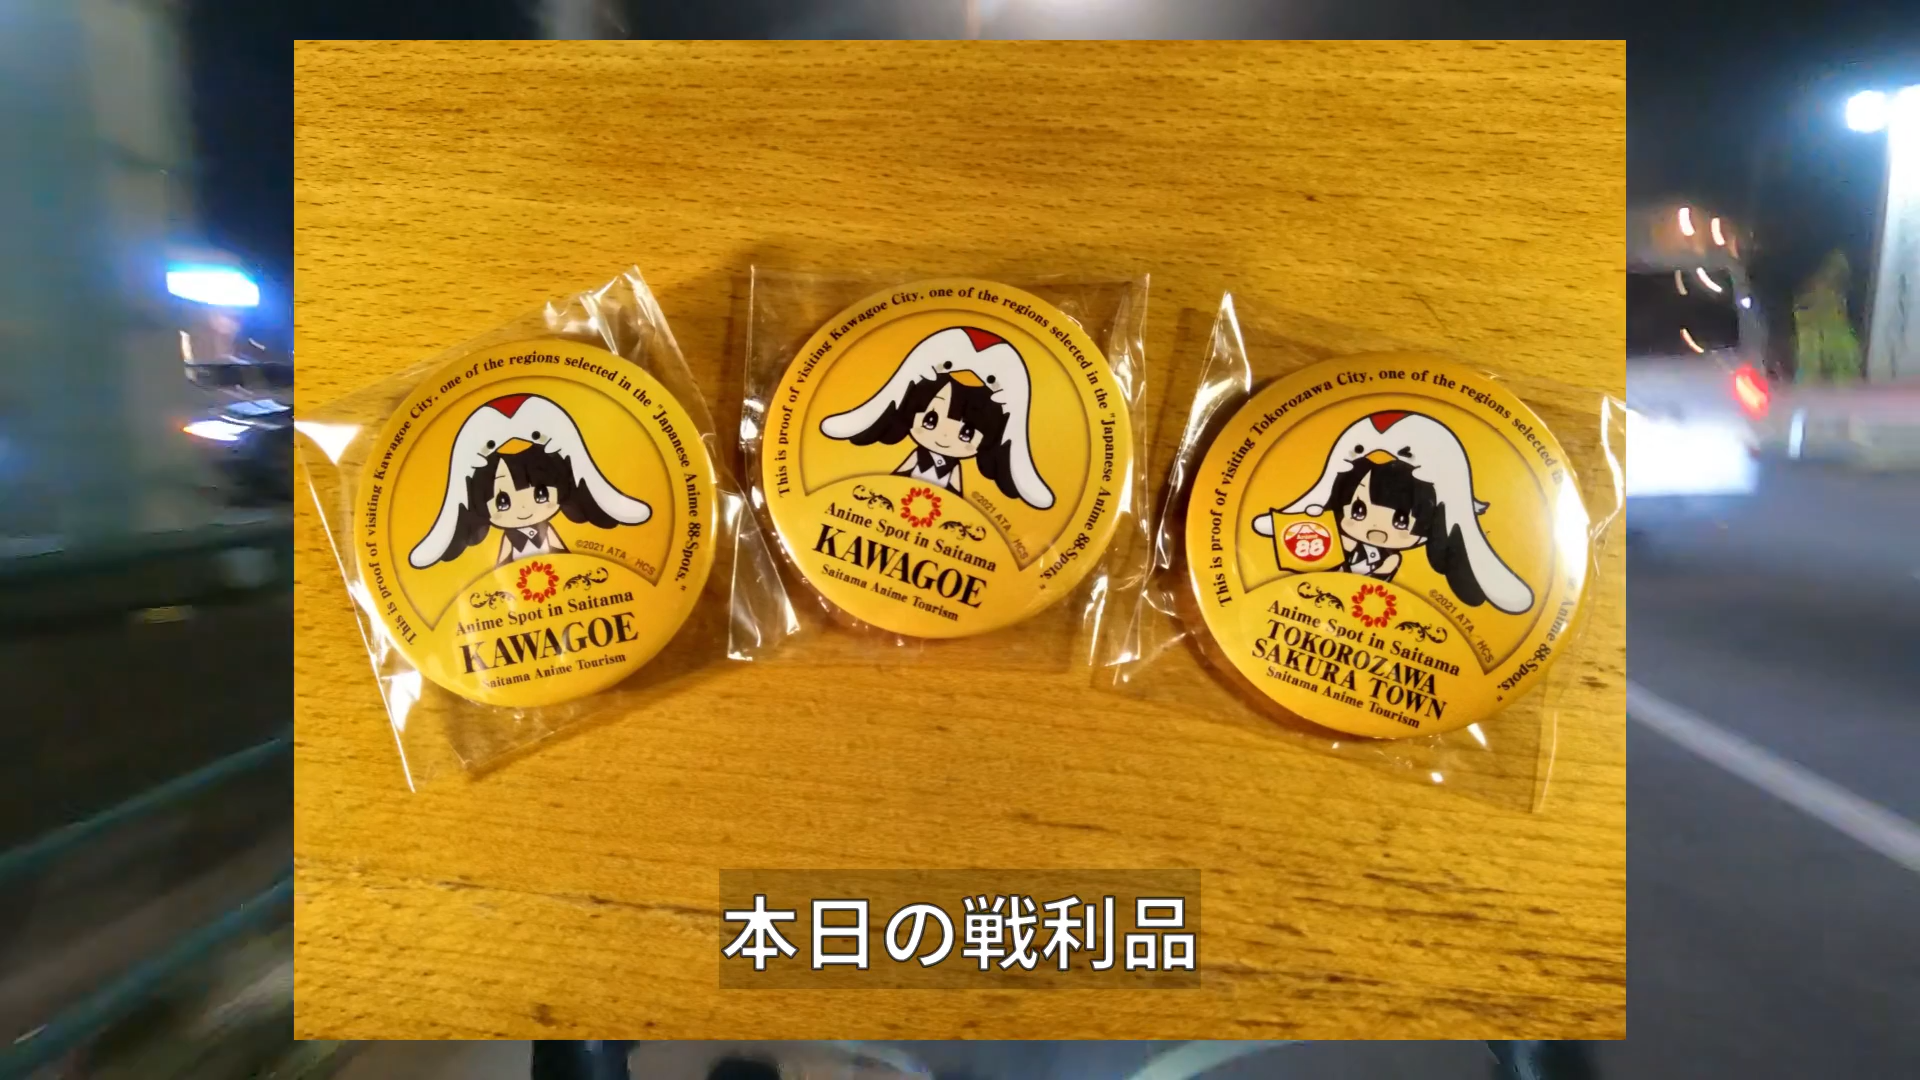 This is proof of visiting Kawagoe City, one of the regions selected in the "Japanese Anime 88-Spots."
©2021 ATA／HCS
Anime Spot in Saitama
KAWAGOE
Saitama Anime Tourism
This is proof of visiting Kawagoe City, one of the regions selected in the "Japanese Anime 88-Spots."
©2021 ATA／HCS
Anime Spot in Saitama
KAWAGOE
Saitama Anime Tourism
This is proof of visiting Tokorozawa City, one of the regions selected in Anime 88-Spots."
88
©2021 ATA／HCS
Anime Spot in Saitama
TOKOROZAWA
SAKURA TOWN
Saitama Anime Tourism
本日の戦利品